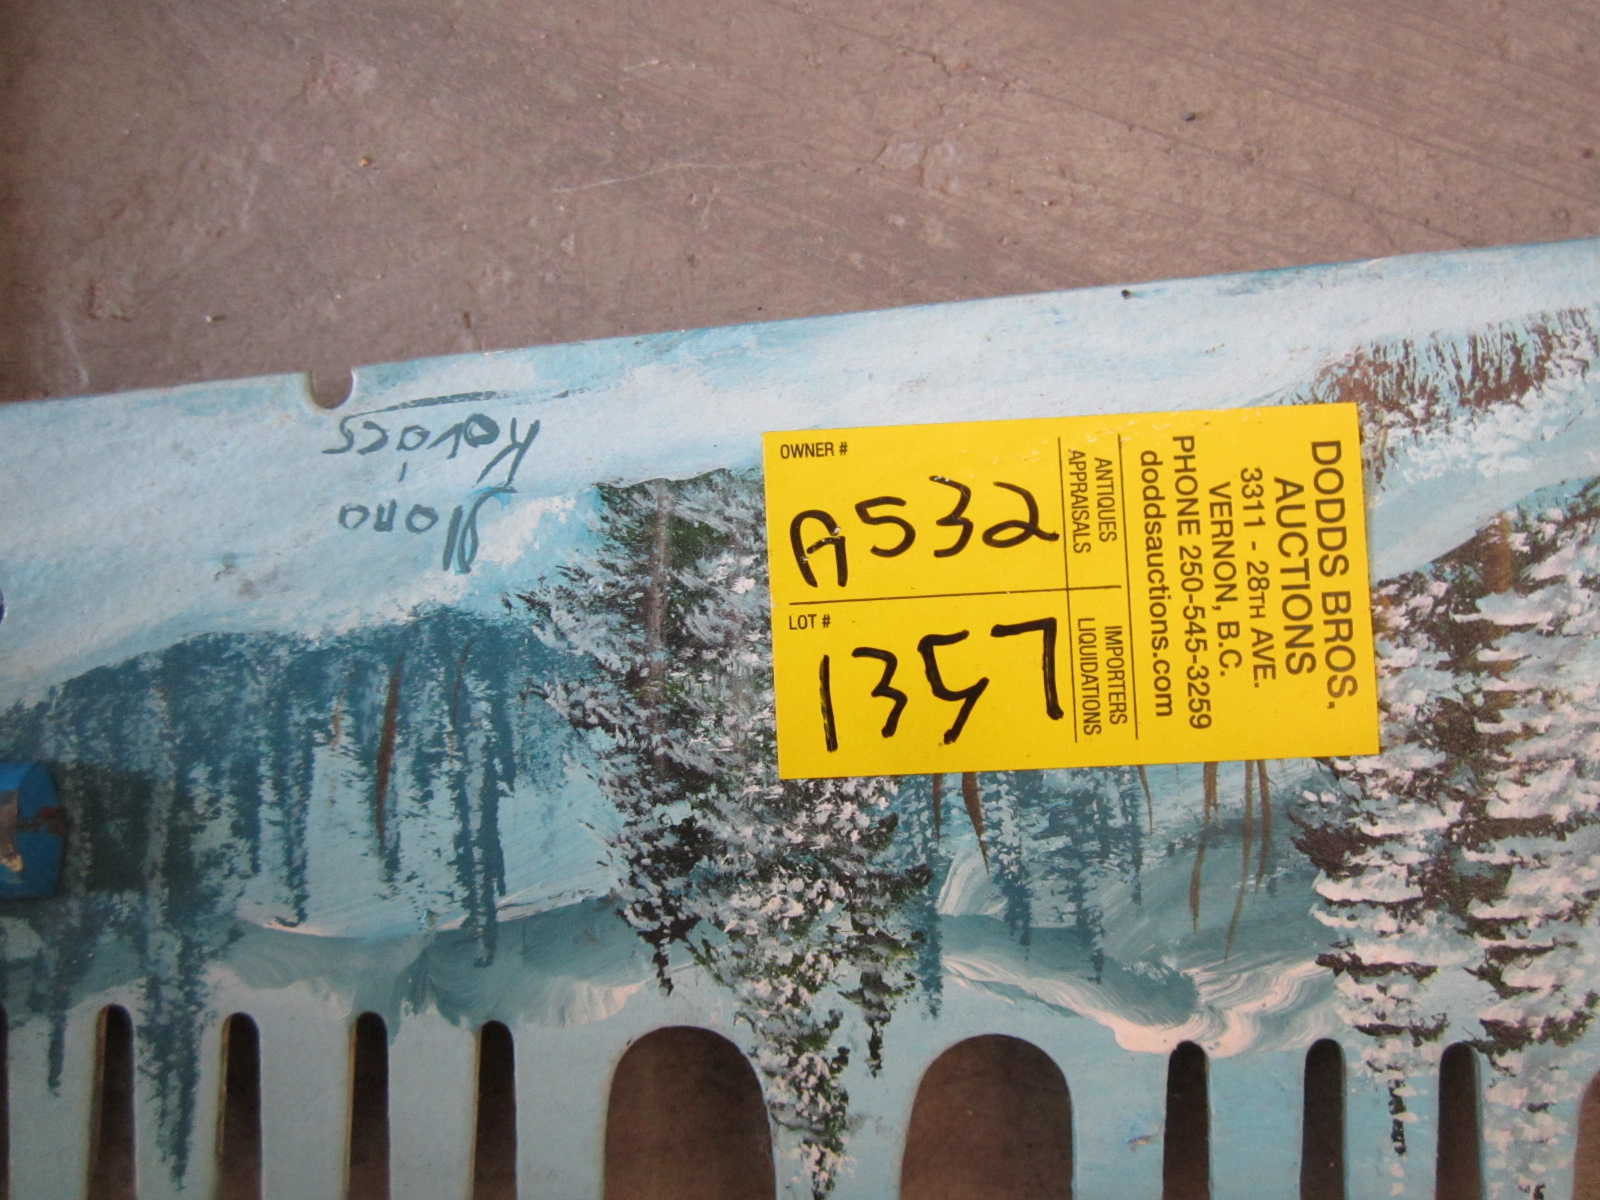 DODDS BROS.
AUCTIONS
3311 - 28TH AVE.
VERNON, B.C.
PHONE 250-545-3259
doddsauctions.com
ANTIQUES
APPRAISALS
IMPORTERS
LIQUIDATIONS
OWNER #
A532
LOT #
1357
Ilona
Kovács